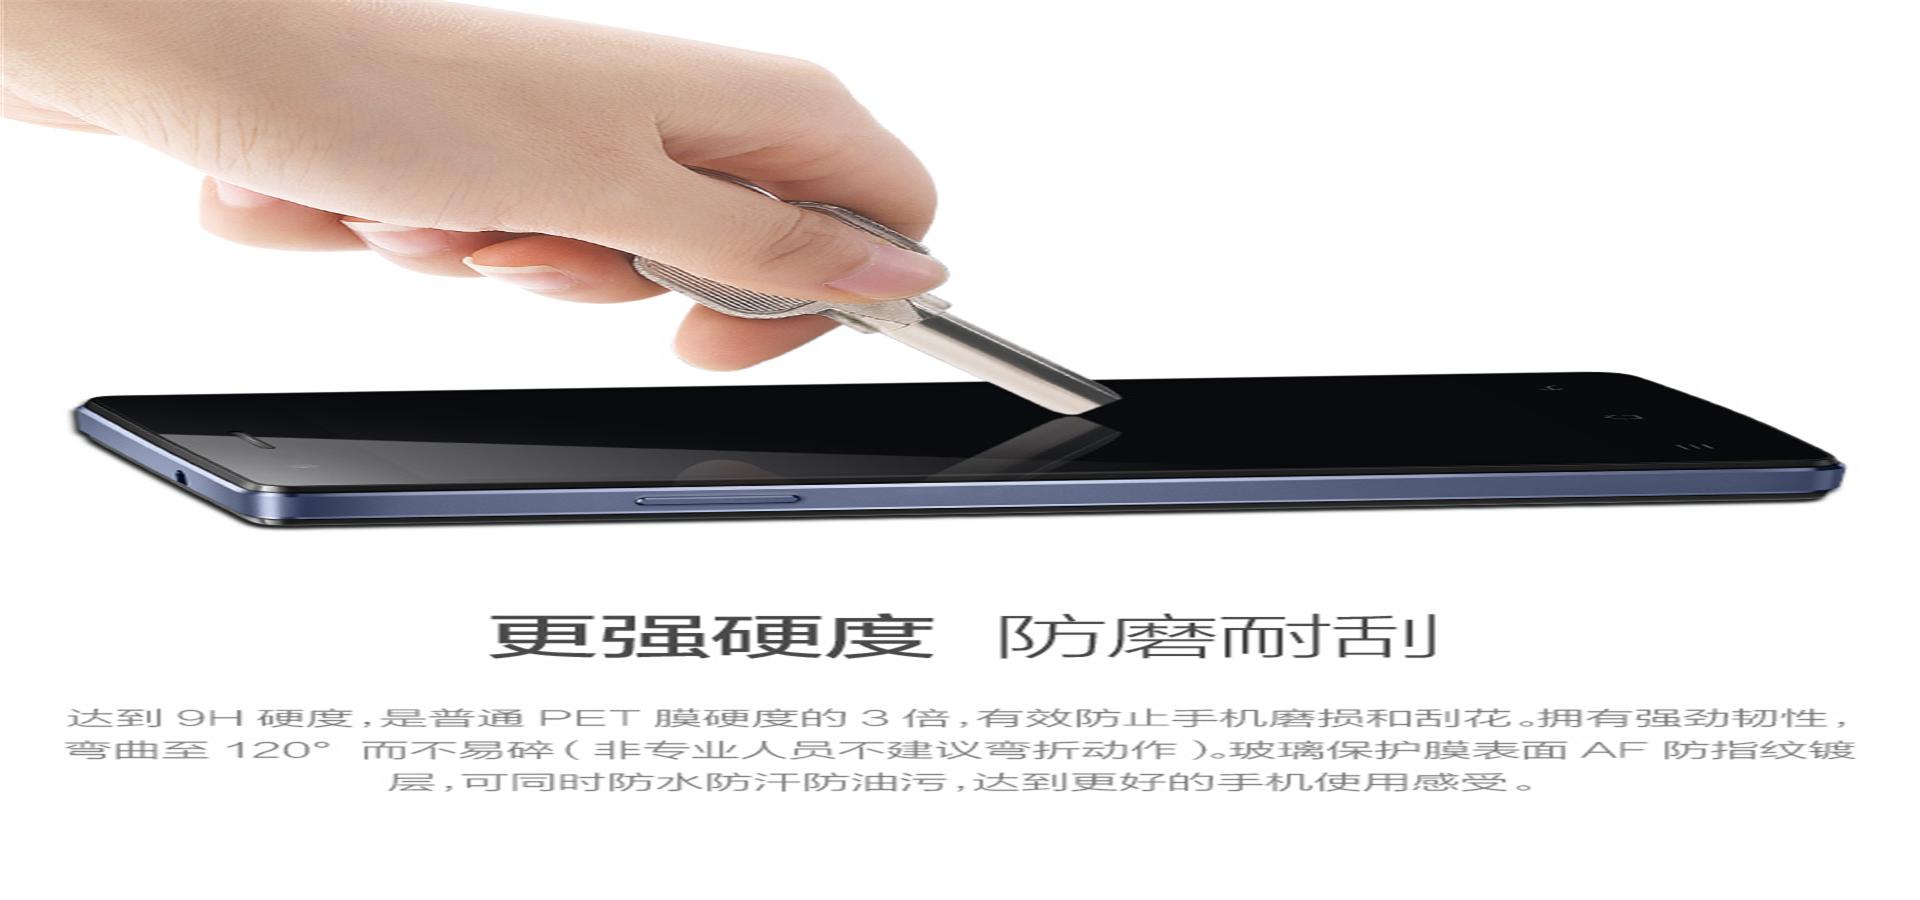 更强硬度 防磨耐刮
达到 9H 硬度,是普通 PET 膜硬度的 3 倍,有效防止手机磨损和刮花。拥有强劲韧性,
弯曲至 120° 而不易碎( 非专业人员不建议弯折动作 )。玻璃保护膜表面 AF 防指纹镀
层,可同时防水防汗防油污,达到更好的手机使用感受。